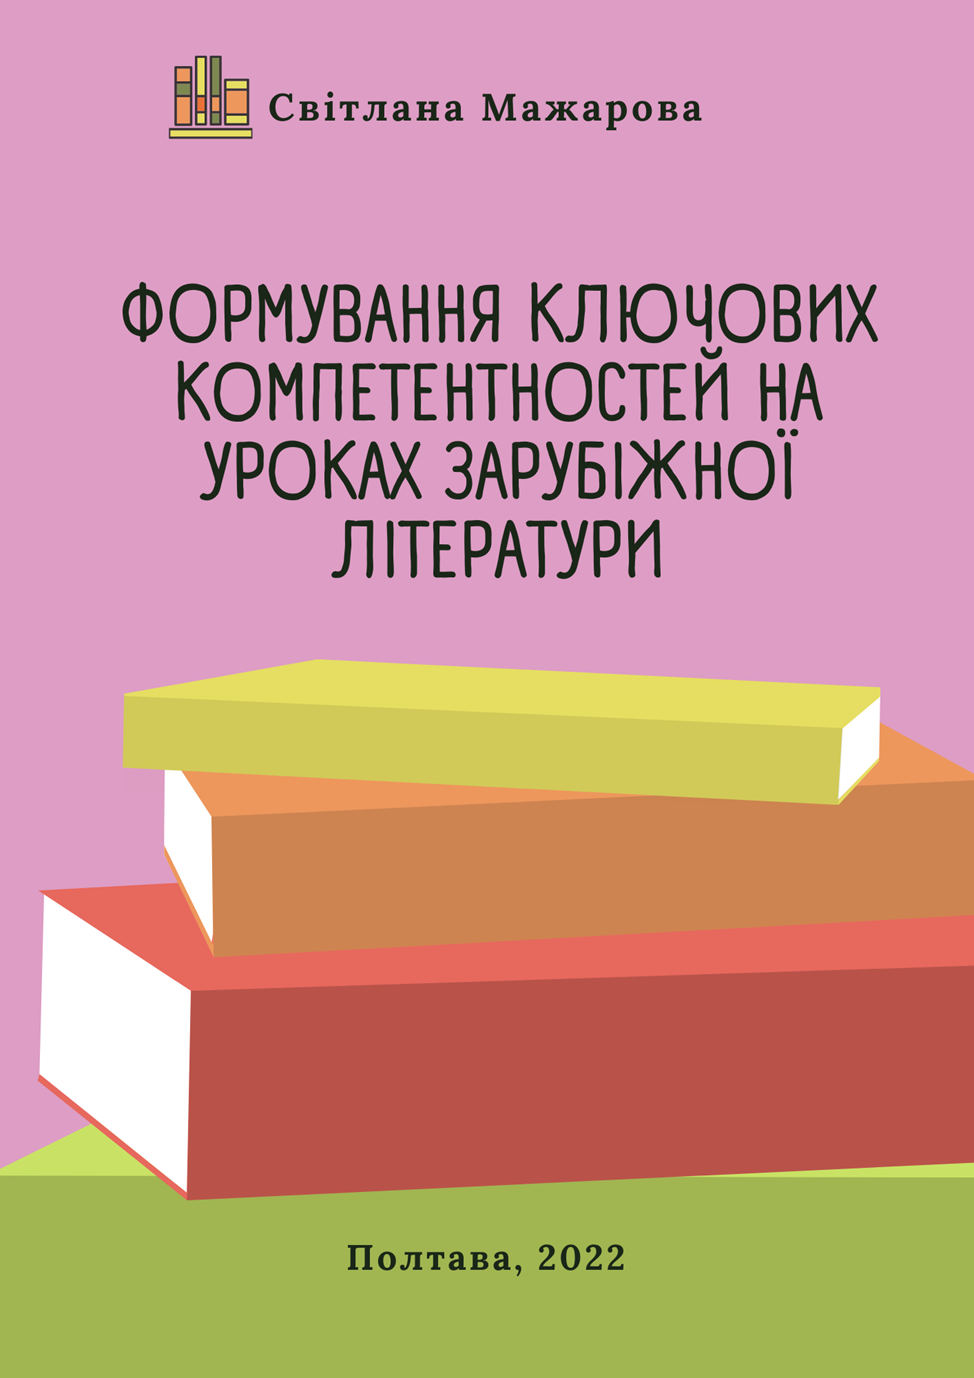 Світлана Мажарова
ФОРМУВАННЯ КЛЮЧОВИХ
КОМПЕТЕНТНОСТЕЙ НА
УРОКАХ ЗАРУБІЖНОЇ
ЛІТЕРАТУРИ
Полтава, 2022